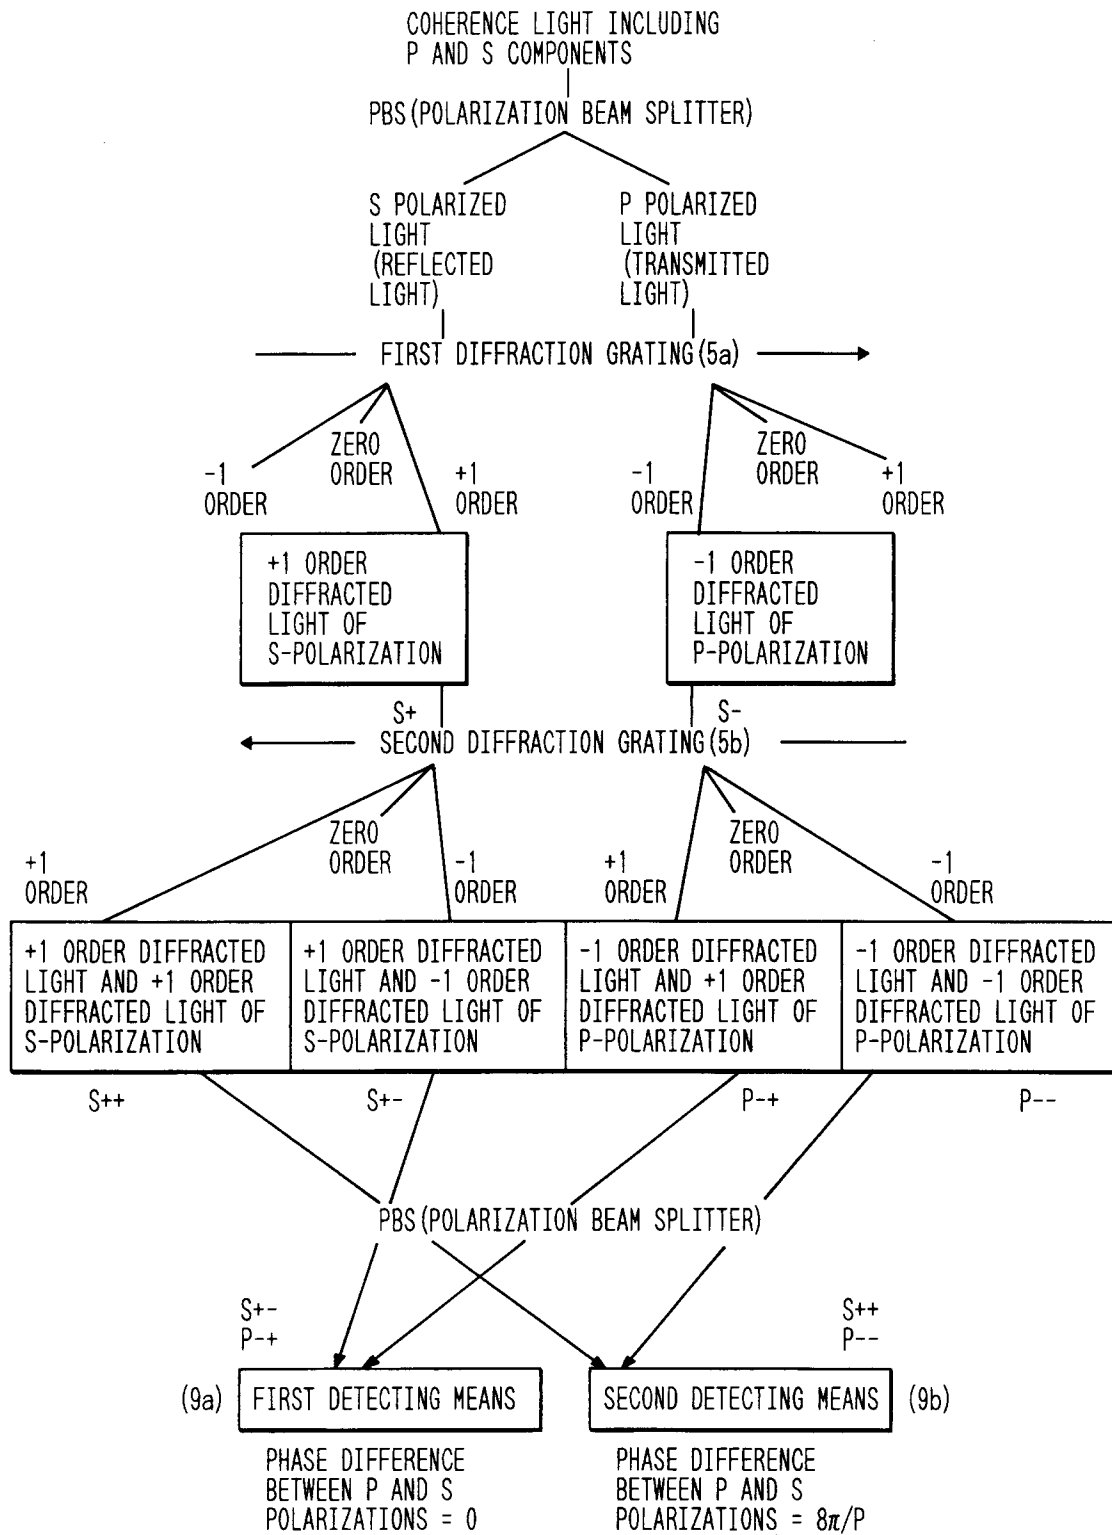 COHERENCE LIGHT INCLUDING
P AND S COMPONENTS
PBS(POLARIZATION BEAM SPLITTER)
S POLARIZED
LIGHT
(REFLECTED
LIGHT)
P POLARIZED
LIGHT
(TRANSMITTED
LIGHT)
FIRST DIFFRACTION GRATING(5a)
-1
ORDER
ZERO
ORDER
+1
ORDER
-1
ORDER
ZERO
ORDER
+1
ORDER
+1 ORDER
DIFFRACTED
LIGHT OF
S-POLARIZATION
-1 ORDER
DIFFRACTED
LIGHT OF
P-POLARIZATION
S+
S-
SECOND DIFFRACTION GRATING(5b)
+1
ORDER
ZERO
ORDER
-1
ORDER
+1
ORDER
ZERO
ORDER
-1
ORDER
+1 ORDER DIFFRACTED
LIGHT AND +1 ORDER
DIFFRACTED LIGHT OF
S-POLARIZATION
+1 ORDER DIFFRACTED
LIGHT AND -1 ORDER
DIFFRACTED LIGHT OF
S-POLARIZATION
-1 ORDER DIFFRACTED
LIGHT AND +1 ORDER
DIFFRACTED LIGHT OF
P-POLARIZATION
-1 ORDER DIFFRACTED
LIGHT AND -1 ORDER
DIFFRACTED LIGHT OF
P-POLARIZATION
S++
S+-
P-+
P--
PBS(POLARIZATION BEAM SPLITTER)
S+-
P-+
S++
P--
(9a)
FIRST DETECTING MEANS
SECOND DETECTING MEANS
(9b)
PHASE DIFFERENCE
BETWEEN P AND S
POLARIZATIONS = 0
PHASE DIFFERENCE
BETWEEN P AND S
POLARIZATIONS = 8π/P